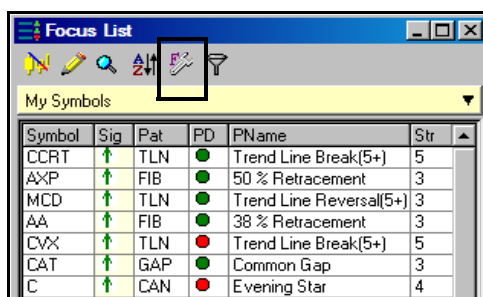 Focus List
My Symbols
Symbol Sig Pat PD PName Str
CCRT TLN Trend Line Break(5+) 5
AXP FIB 50 % Retracement 3
MCD TLN Trend Line Reversal(5+) 3
AA FIB 38 % Retracement 3
CVX TLN Trend Line Break(5+) 5
CAT GAP Common Gap 3
C CAN Evening Star 4